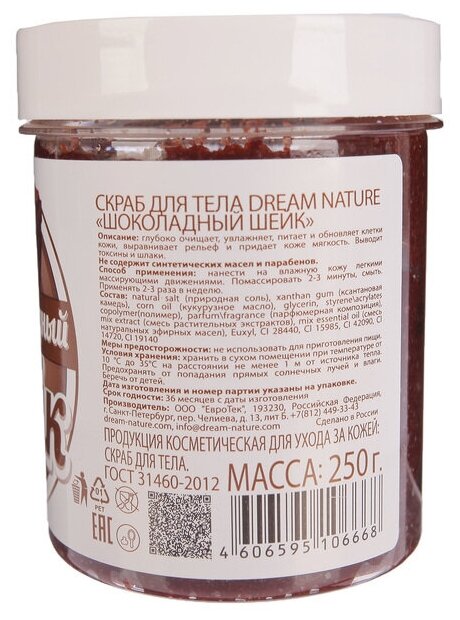 СКРАБ ДЛЯ ТЕЛА DREAM NATURE
«ШОКОЛАДНЫЙ ШЕЙК»
Описание: глубоко очищает, увлажняет, питает и обновляет клетки
кожи, выравнивает рельеф и придает коже мягкость. Выводит
токсины и шлаки.
Не содержит синтетических масел и парабенов.
Способ применения: нанести на влажную кожу легкими
массирующими движениями. Помассировать 2-3 минуты, смыть.
Применять 2-3 раза в неделю.
Состав: natural salt (природная соль), xanthan gum (ксантановая
камедь), corn oil (кукурузное масло), glycerin, styrene\acrylates
copolymer(полимер), parfum\fragrance (парфюмерная композиция),
mix extract (смесь растительных экстрактов), mix essential oil (смесь
натуральных эфирных масел), Euxyl, CI 28440, CI 15985, CI 42090, CI
14720, CI 19140
Меры предосторожности: не использовать для приготовления пищи.
Условия хранения: хранить в сухом помещении при температуре от
10 °С до 35°С на расстоянии не менее 1 м от источника тепла.
Предохранять от попадания прямых солнечных лучей и влаги.
Беречь от детей.
Дата изготовления и номер партии указаны на упаковке.
Срок годности: 36 месяцев с даты изготовления
Производитель: ООО "ЕвроТек", 193230, Российская Федерация,
г.Санкт-Петербург, пер. Челиева, д.13, лит Б. т.+7(812) 449-33-43
dream-nature.com, info@dream-nature.com Сделано в России
ПРОДУКЦИЯ КОСМЕТИЧЕСКАЯ ДЛЯ УХОДА ЗА КОЖЕЙ:
СКРАБ ДЛЯ ТЕЛА.
ГОСТ 31460-2012 МАССА: 250 г.
01
PET
EAC
4 606595 106668
ный
К